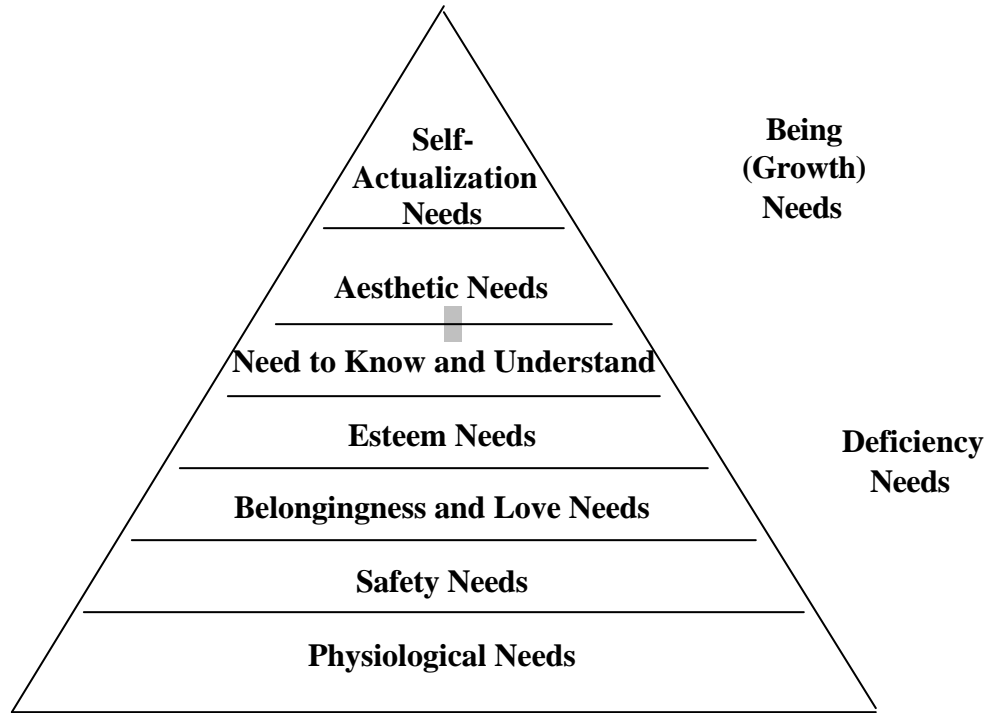 Self-
Actualization
Needs
Being
(Growth)
Needs
Aesthetic Needs
Need to Know and Understand
Esteem Needs
Deficiency
Needs
Belongingness and Love Needs
Safety Needs
Physiological Needs